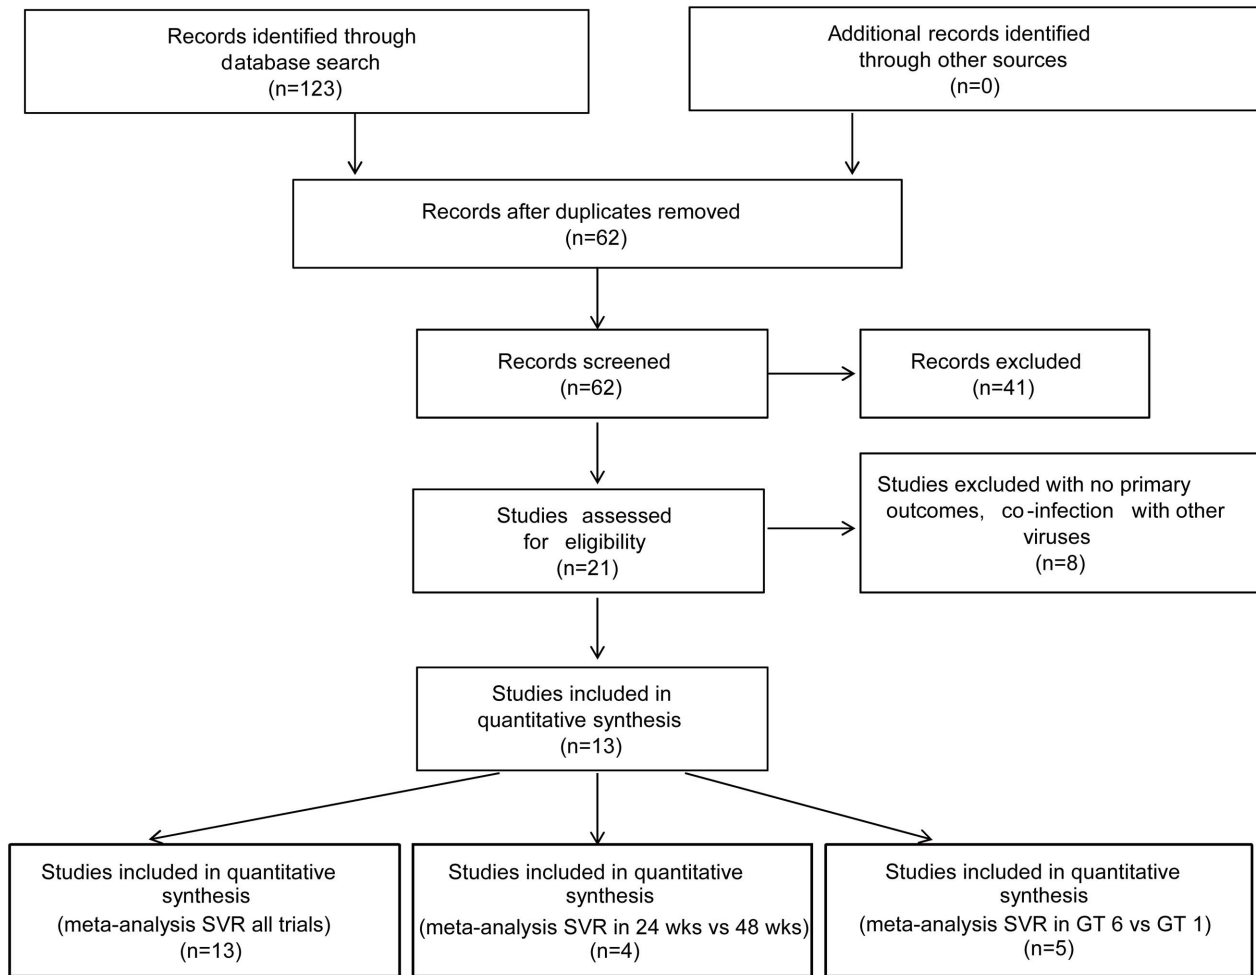 Records identified through
database search
(n=123)
Additional records identified
through other sources
(n=0)
Records after duplicates removed
(n=62)
Records screened
(n=62)
Records excluded
(n=41)
Studies assessed
for eligibility
(n=21)
Studies excluded with no primary
outcomes, co-infection with other
viruses
(n=8)
Studies included in
quantitative synthesis
(n=13)
Studies included in quantitative
synthesis
(meta-analysis SVR all trials)
(n=13)
Studies included in quantitative
synthesis
(meta-analysis SVR in 24 wks vs 48 wks)
(n=4)
Studies included in quantitative
synthesis
(meta-analysis SVR in GT 6 vs GT 1)
(n=5)